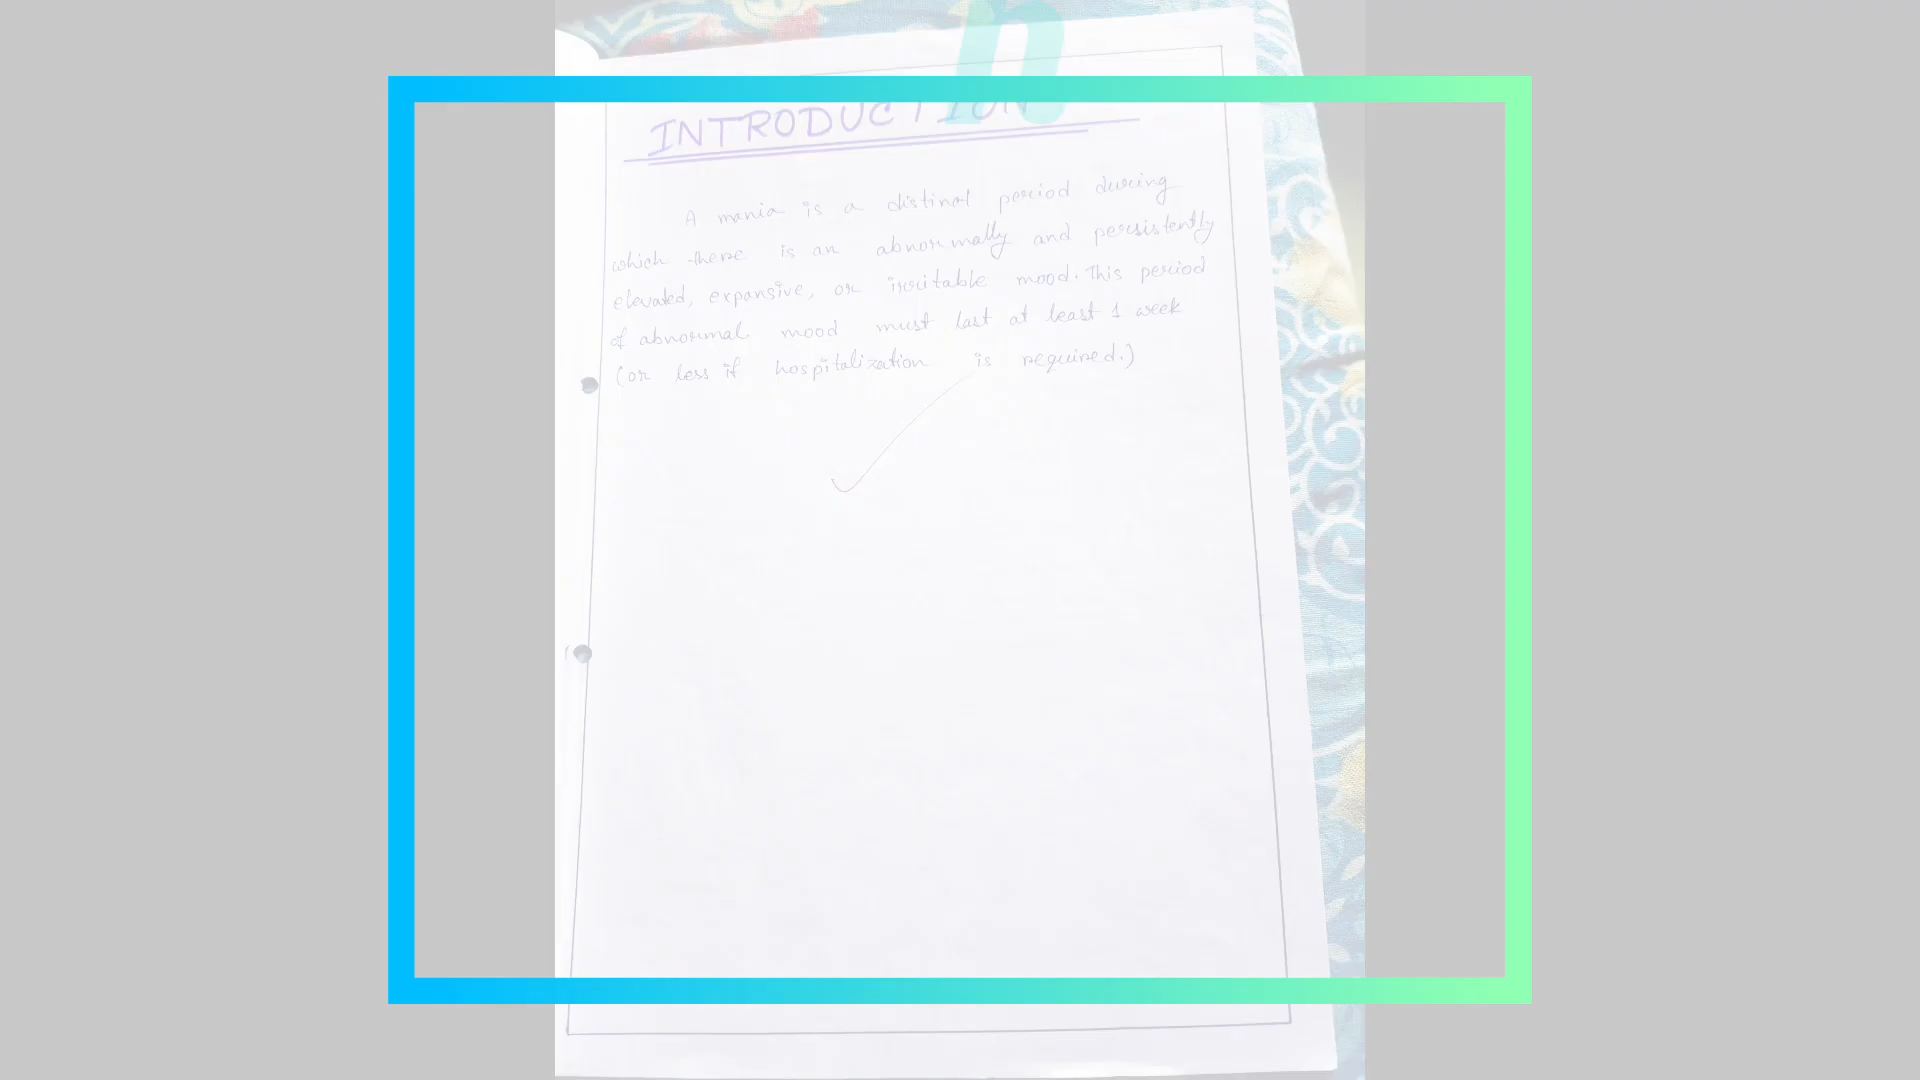 n
INTRODUCTION
A mania is a distinal period during
which there is an abnormally and persistently
elevated, expansive, or irritable mood. This period
of abnormal mood must last at least 1 week
(or less if hospitalization is required.)